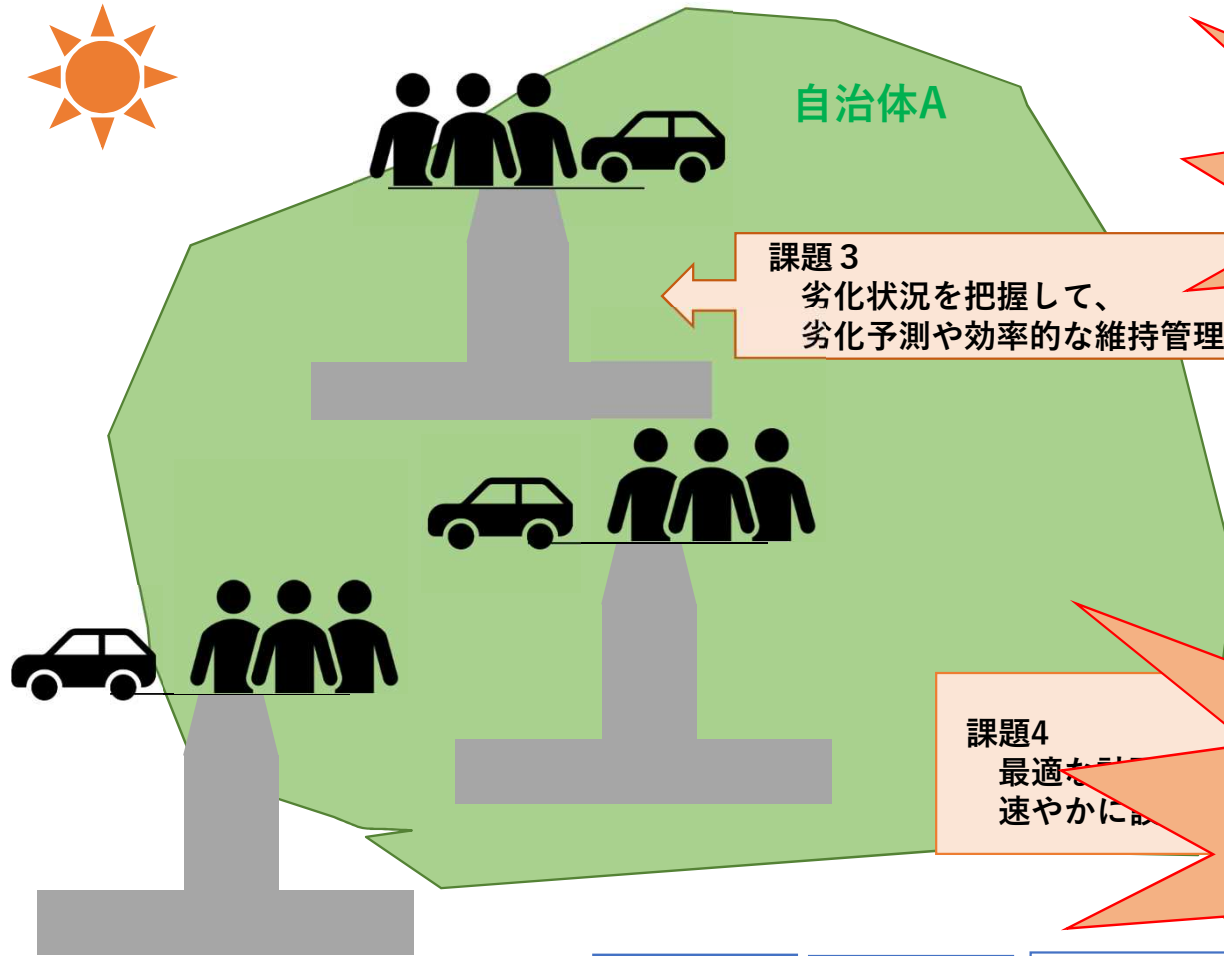 自治体A
課題３
劣化状況を把握して、
劣化予測や効率的な維持管理
課題4
最適な
速やかに